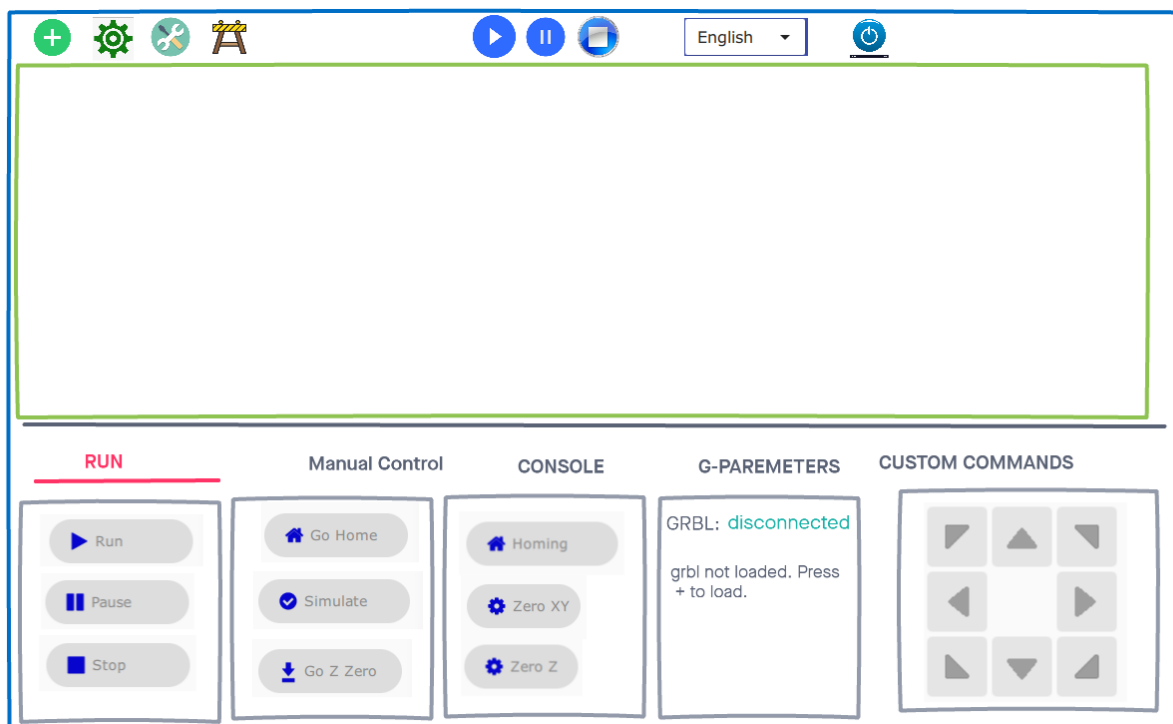 English
RUN
Manual Control
CONSOLE
G-PAREMETERS
CUSTOM COMMANDS
Run
Pause
Stop
Go Home
Simulate
Go Z Zero
Homing
Zero XY
Zero Z
GRBL: disconnected
grbl not loaded. Press
+ to load.